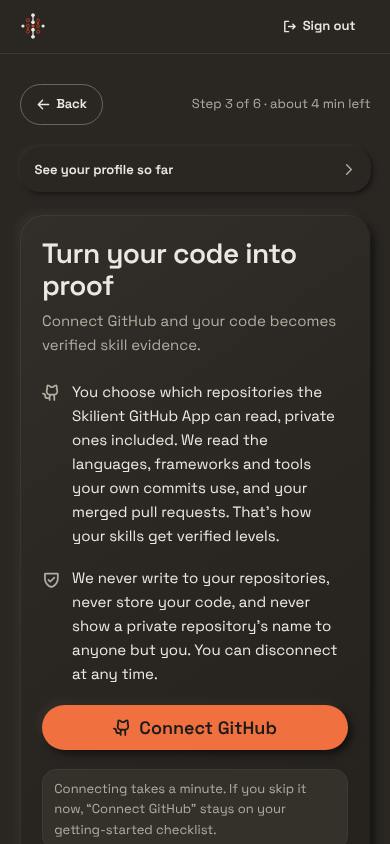 Sign out
Back
Step 3 of 6 · about 4 min left
See your profile so far
Turn your code into
proof
Connect GitHub and your code becomes
verified skill evidence.
You choose which repositories the
Skilient GitHub App can read, private
ones included. We read the
languages, frameworks and tools
your own commits use, and your
merged pull requests. That’s how
your skills get verified levels.
We never write to your repositories,
never store your code, and never
show a private repository’s name to
anyone but you. You can disconnect
at any time.
Connect GitHub
Connecting takes a minute. If you skip it
now, “Connect GitHub” stays on your
getting-started checklist.